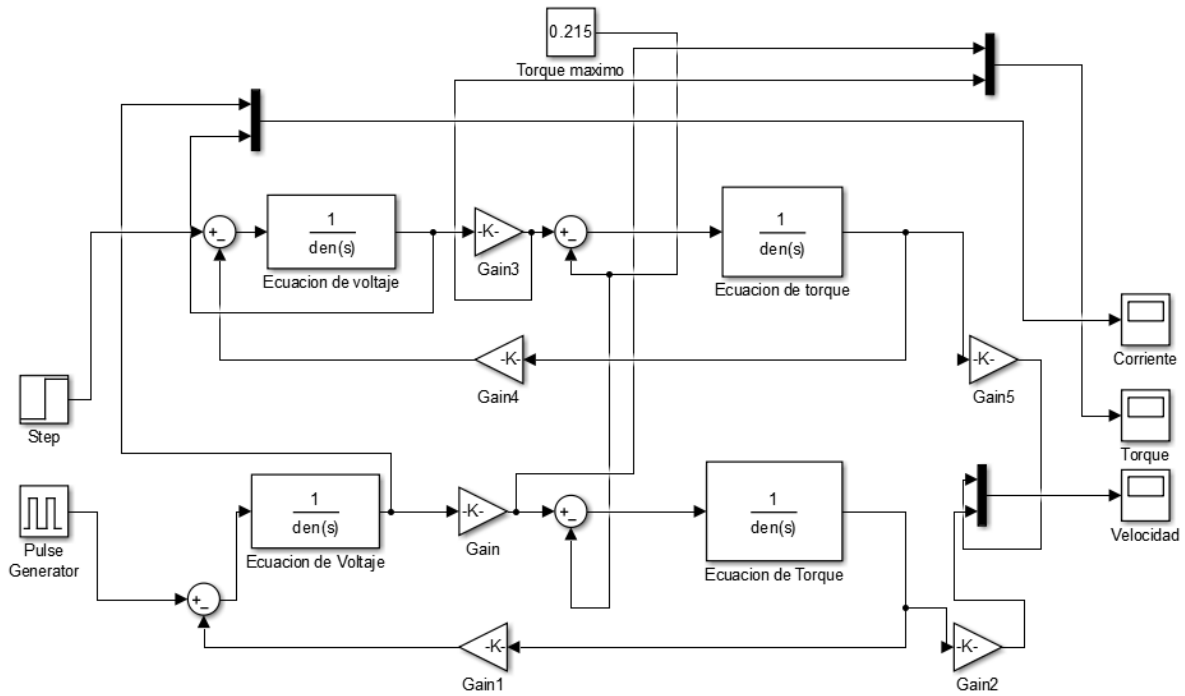 0.215
Torque maximo
+
−
1
den(s)
Ecuacion de voltaje
-K-
Gain3
+
−
1
den(s)
Ecuacion de torque
Corriente
-K-
Gain4
-K-
Gain5
Step
Torque
1
den(s)
Ecuacion de Voltaje
-K-
Gain
+
−
1
den(s)
Ecuacion de Torque
Velocidad
Pulse
Generator
+
−
-K-
Gain1
-K-
Gain2